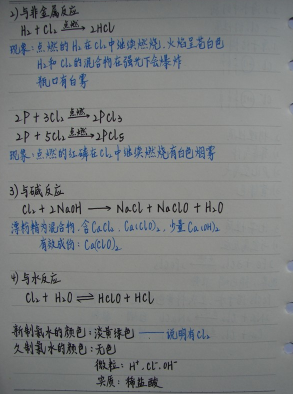 2)与非金属反应
H₂ + Cl₂ 点燃→ 2HCl
现象:点燃的H₂在Cl₂中继续燃烧,火焰呈苍白色
H₂和Cl₂的混合物在强光下会爆炸
瓶口有白雾
2P + 3Cl₂ 点燃→ 2PCl₃
2P + 5Cl₂ 点燃→ 2PCl₅
现象:点燃的红磷在Cl₂中继续燃烧有白色烟雾
3)与碱反应
Cl₂ + 2NaOH ⟶ NaCl + NaClO + H₂O
漂粉精为混合物,含CaCl₂、Ca(ClO)₂、少量Ca(OH)₂
有效成份:Ca(ClO)₂
4)与水反应
Cl₂ + H₂O ⇌ HClO + HCl
新制氯水的颜色:淡黄绿色 —— 说明有Cl₂
久制氯水的颜色:无色
微粒:H⁺.Cl⁻.OH⁻
实质:稀盐酸